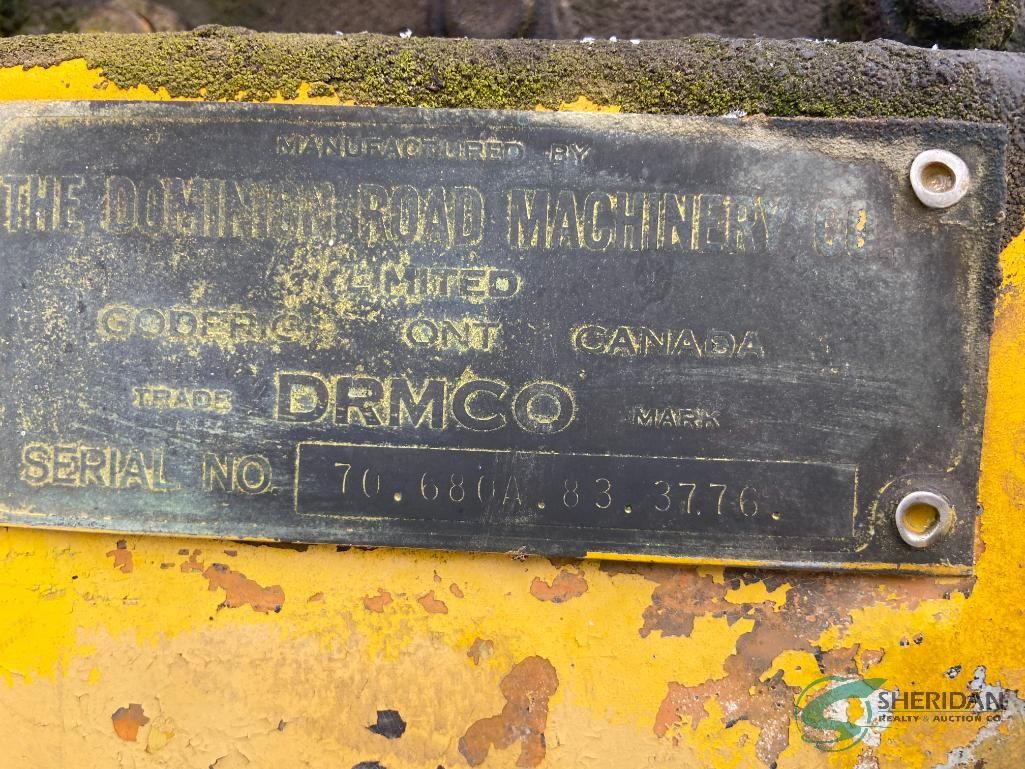 MANUFACTURED BY
THE DOMINION ROAD MACHINERY CO.
LIMITED
GODERICH ONT CANADA
TRADE DRMCO MARK
SERIAL NO 70.680A.83.3776.
SHERIDAN
REALTY & AUCTION CO.